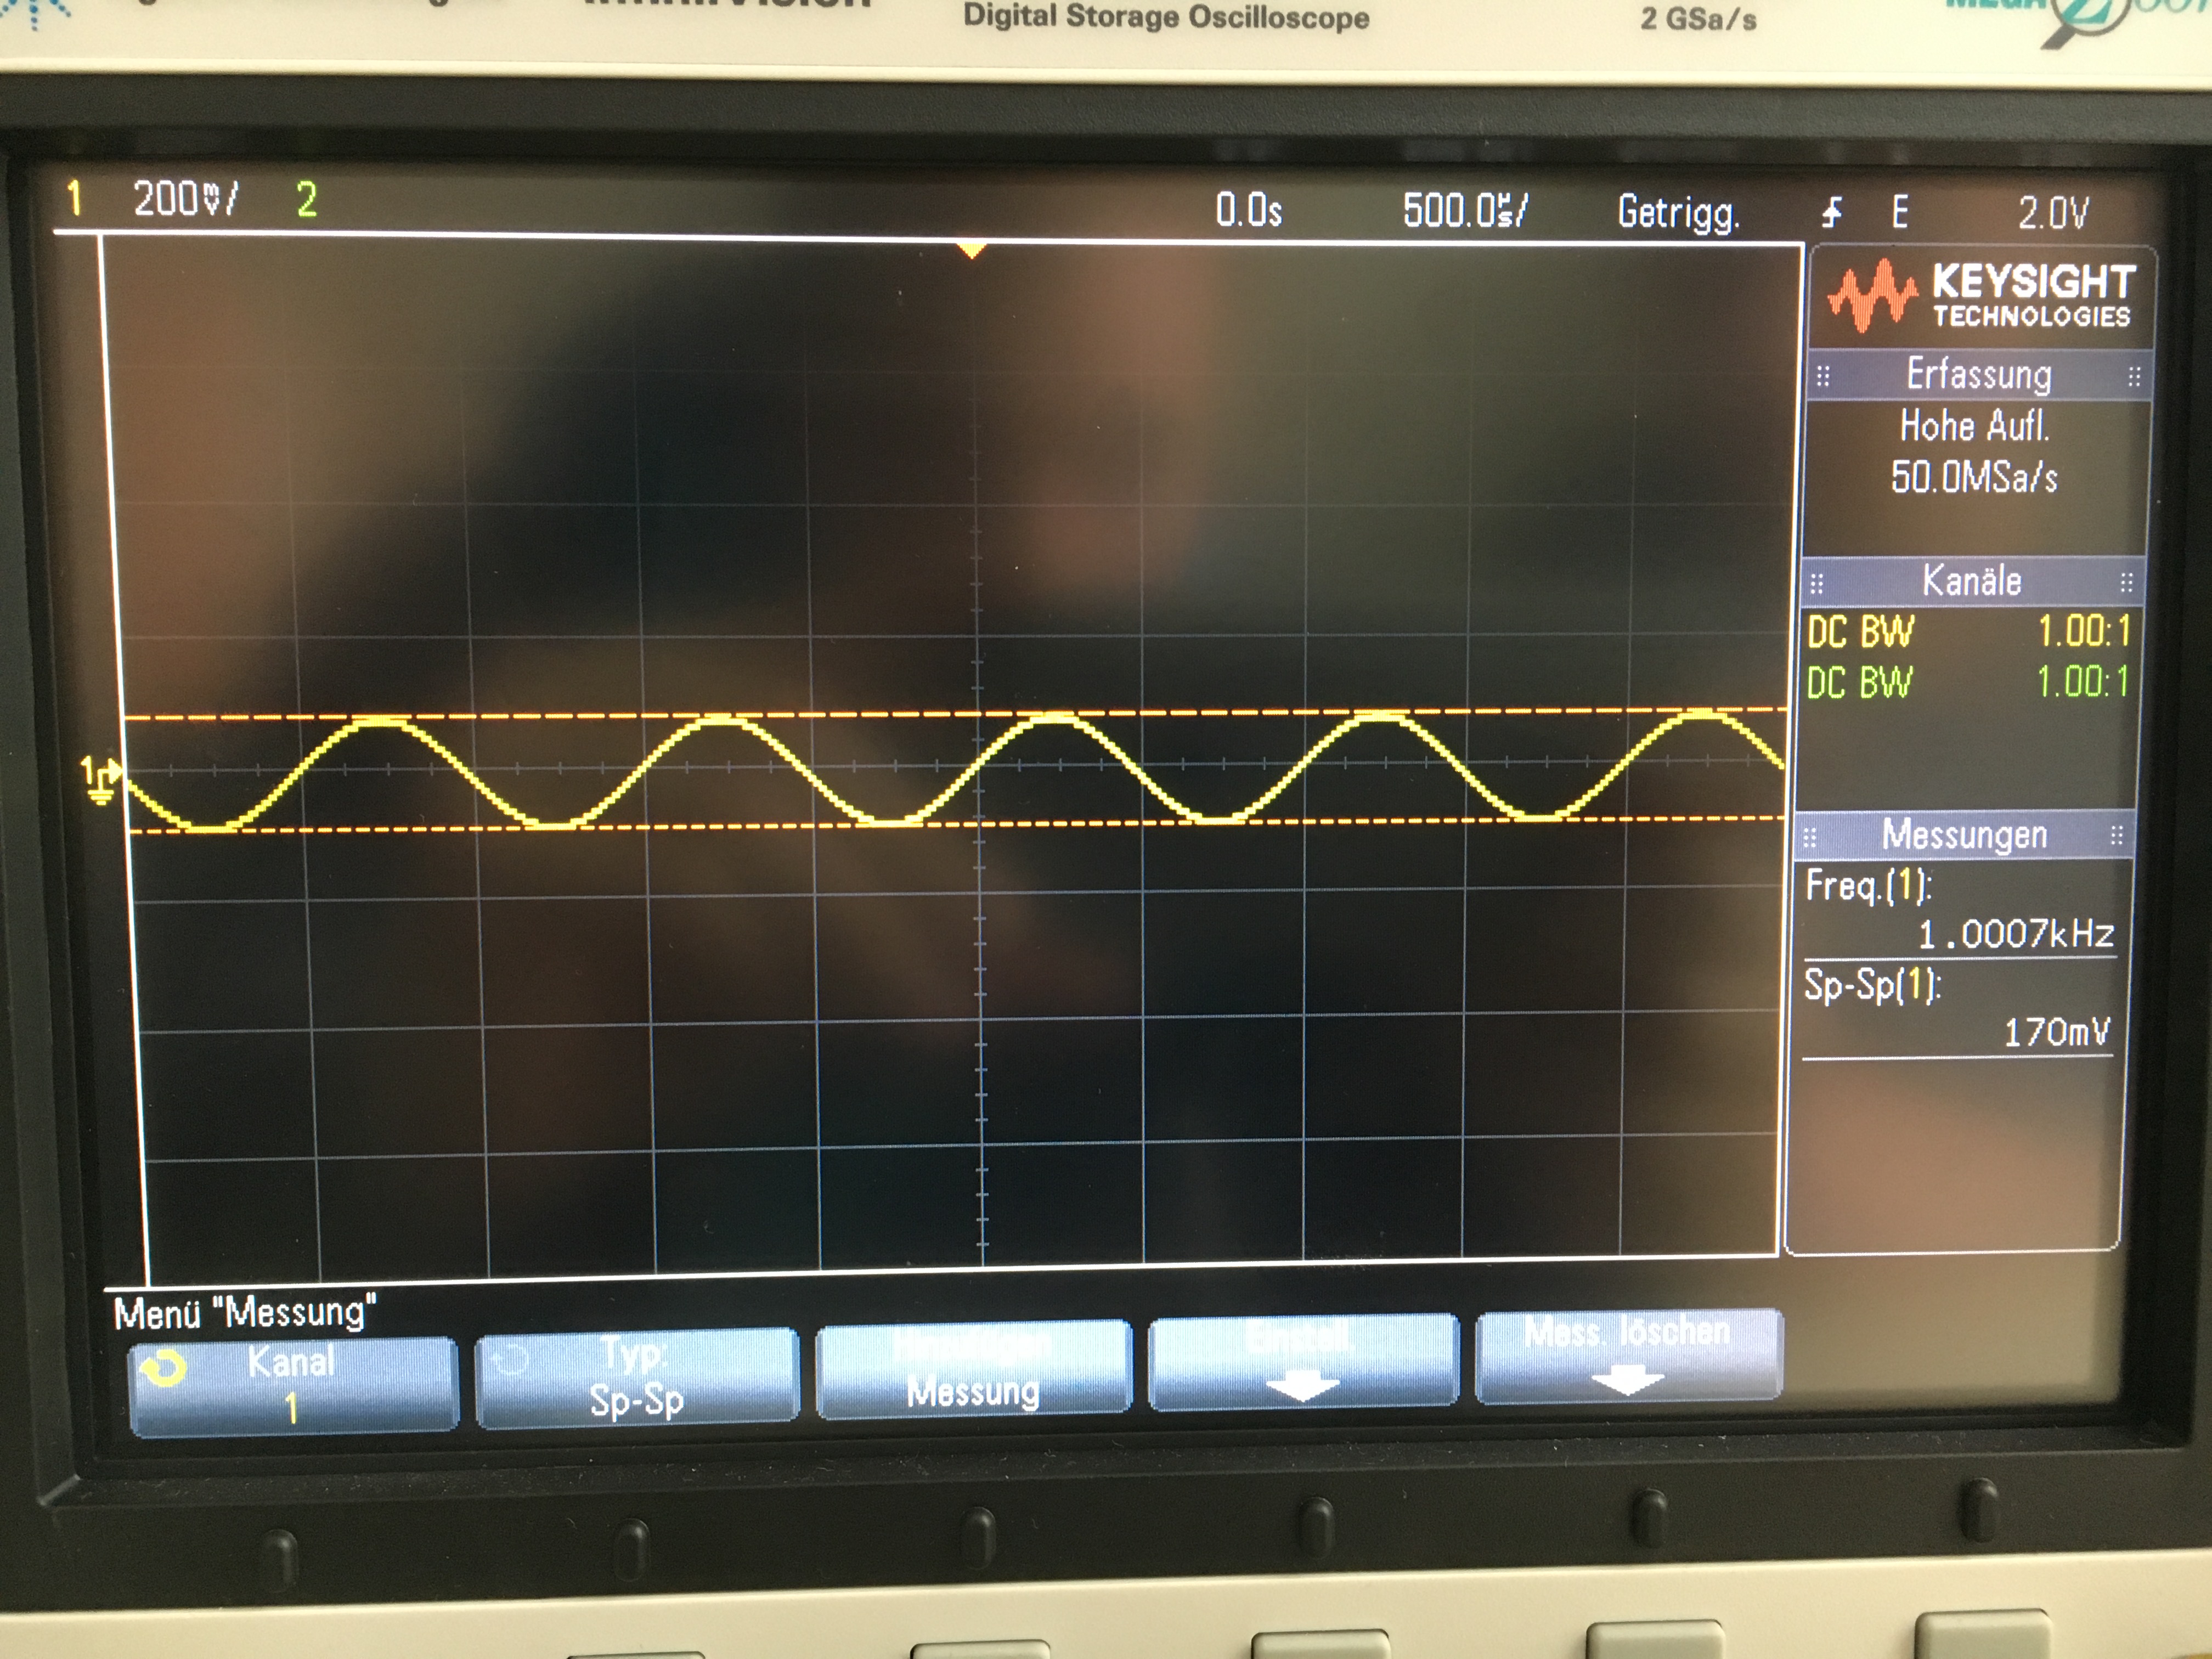 Digital Storage Oscilloscope
2 GSa/s
1 200mV/ 2 0.0s 500.0µs/ Getrigg. E 2.0V
KEYSIGHT
TECHNOLOGIES
Erfassung
Hohe Aufl.
50.0MSa/s
Kanäle
DC BW 1.00:1
DC BW 1.00:1
1
Messungen
Freq.(1):
1.0007kHz
Sp-Sp(1):
170mV
Menü "Messung"
Kanal
1
Typ:
Sp-Sp
Messung
Einstell.
Mess. löschen